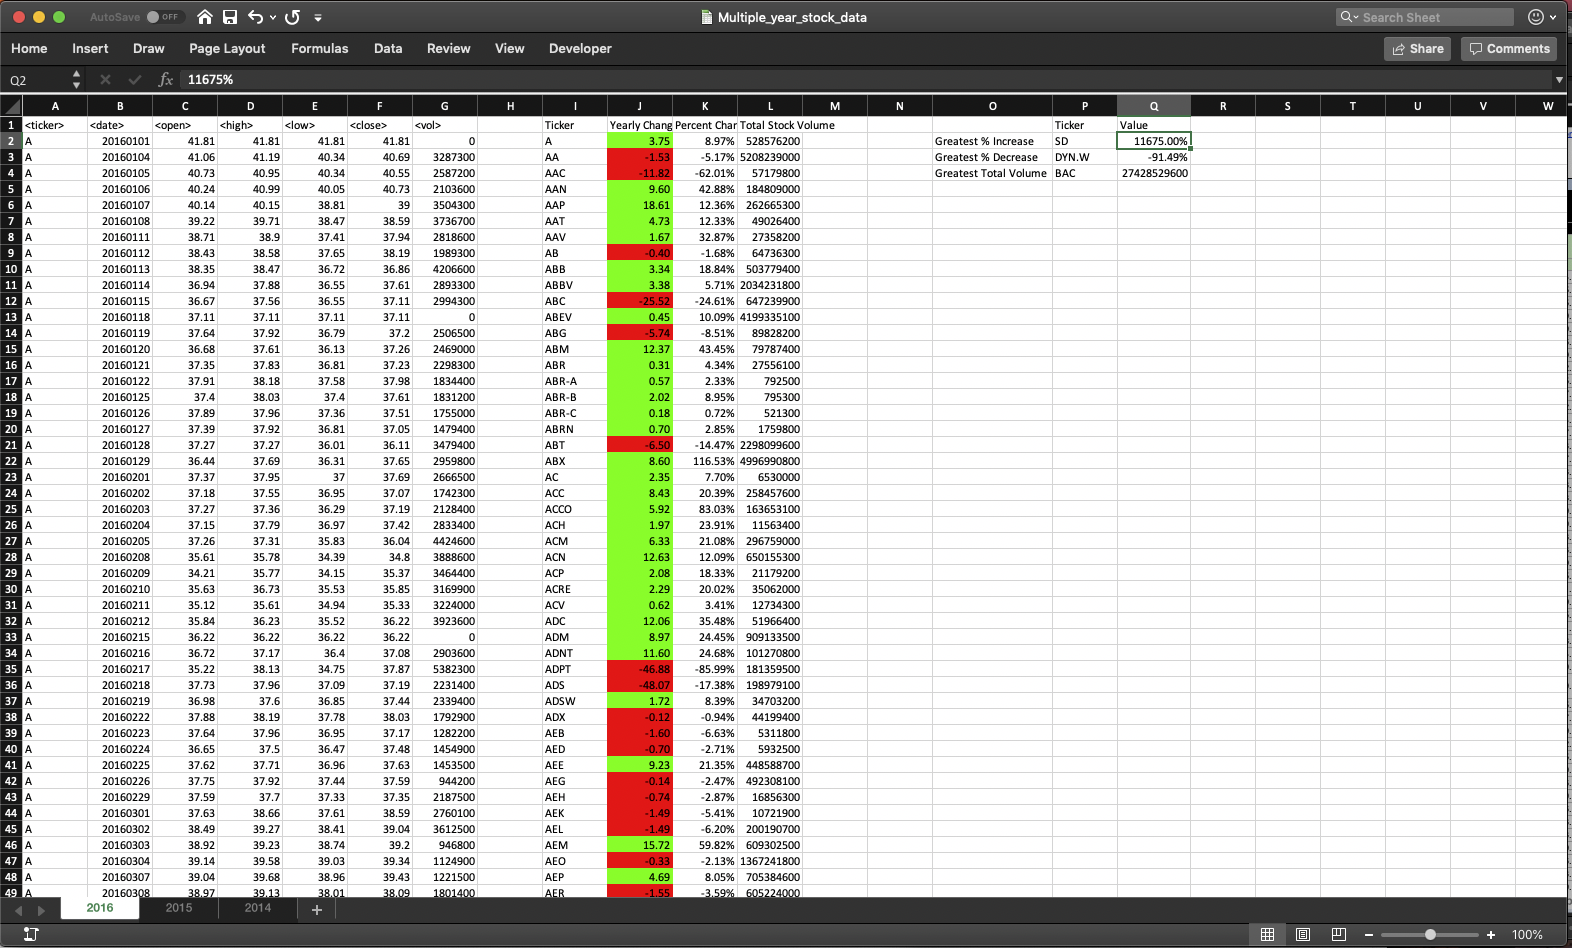 AutoSave OFF Multiple_year_stock_data Search Sheet
Home Insert Draw Page Layout Formulas Data Review View Developer Share Comments
Q2 fx 11675%
A B C D E F G H I J K L M N O P Q R S T U V W
1 <ticker> <date> <open> <high> <low> <close> <vol> Ticker Yearly Chang Percent Char Total Stock Volume Ticker Value
2 A 20160101 41.81 41.81 41.81 41.81 0 A 3.75 8.97% 528576200 Greatest % Increase SD 11675.00%
3 A 20160104 41.06 41.19 40.34 40.69 3287300 AA -1.53 -5.17% 5208239000 Greatest % Decrease DYN.W -91.49%
4 A 20160105 40.73 40.95 40.34 40.55 2587200 AAC -11.82 -62.01% 57179800 Greatest Total Volume BAC 27428529600
5 A 20160106 40.24 40.99 40.05 40.73 2103600 AAN 9.60 42.88% 184809000
6 A 20160107 40.14 40.15 38.81 39 3504300 AAP 18.61 12.36% 262665300
7 A 20160108 39.22 39.71 38.47 38.59 3736700 AAT 4.73 12.33% 49026400
8 A 20160111 38.71 38.9 37.41 37.94 2818600 AAV 1.67 32.87% 27358200
9 A 20160112 38.43 38.58 37.65 38.19 1989300 AB -0.40 -1.68% 64736300
10 A 20160113 38.35 38.47 36.72 36.86 4206600 ABB 3.34 18.84% 503779400
11 A 20160114 36.94 37.88 36.55 37.61 2893300 ABBV 3.38 5.71% 2034231800
12 A 20160115 36.67 37.56 36.55 37.11 2994300 ABC -25.52 -24.61% 647239900
13 A 20160118 37.11 37.11 37.11 37.11 0 ABEV 0.45 10.09% 4199335100
14 A 20160119 37.64 37.92 36.79 37.2 2506500 ABG -5.74 -8.51% 89828200
15 A 20160120 36.68 37.61 36.13 37.26 2469000 ABM 12.37 43.45% 79787400
16 A 20160121 37.35 37.83 36.81 37.23 2298300 ABR 0.31 4.34% 27556100
17 A 20160122 37.91 38.18 37.58 37.98 1834400 ABR-A 0.57 2.33% 792500
18 A 20160125 37.4 38.03 37.4 37.61 1831200 ABR-B 2.02 8.95% 795300
19 A 20160126 37.89 37.96 37.36 37.51 1755000 ABR-C 0.18 0.72% 521300
20 A 20160127 37.39 37.92 36.81 37.05 1479400 ABRN 0.70 2.85% 1759800
21 A 20160128 37.27 37.27 36.01 36.11 3479400 ABT -6.50 -14.47% 2298099600
22 A 20160129 36.44 37.69 36.31 37.65 2959800 ABX 8.60 116.53% 4996990800
23 A 20160201 37.37 37.95 37 37.69 2666500 AC 2.35 7.70% 6530000
24 A 20160202 37.18 37.55 36.95 37.07 1742300 ACC 8.43 20.39% 258457600
25 A 20160203 37.27 37.36 36.29 37.19 2128400 ACCO 5.92 83.03% 163653100
26 A 20160204 37.15 37.79 36.97 37.42 2833400 ACH 1.97 23.91% 11563400
27 A 20160205 37.26 37.31 35.83 36.04 4424600 ACM 6.33 21.08% 296759000
28 A 20160208 35.61 35.78 34.39 34.8 3888600 ACN 12.63 12.09% 650155300
29 A 20160209 34.21 35.77 34.15 35.37 3464400 ACP 2.08 18.33% 21179200
30 A 20160210 35.63 36.73 35.53 35.85 3169900 ACRE 2.29 20.02% 35062000
31 A 20160211 35.12 35.61 34.94 35.33 3224000 ACV 0.62 3.41% 12734300
32 A 20160212 35.84 36.23 35.52 36.22 3923600 ADC 12.06 35.48% 51966400
33 A 20160215 36.22 36.22 36.22 36.22 0 ADM 8.97 24.45% 909133500
34 A 20160216 36.72 37.17 36.4 37.08 2903600 ADNT 11.60 24.68% 101270800
35 A 20160217 35.22 38.13 34.75 37.87 5382300 ADPT -46.88 -85.99% 181359500
36 A 20160218 37.73 37.96 37.09 37.19 2231400 ADS -48.07 -17.38% 198979100
37 A 20160219 36.98 37.6 36.85 37.44 2339400 ADSW 1.72 8.39% 34703200
38 A 20160222 37.88 38.19 37.78 38.03 1792900 ADX -0.12 -0.94% 44199400
39 A 20160223 37.64 37.96 36.95 37.17 1282200 AEB -1.60 -6.63% 5311800
40 A 20160224 36.65 37.5 36.47 37.48 1454900 AED -0.70 -2.71% 5932500
41 A 20160225 37.62 37.71 36.96 37.63 1453500 AEE 9.23 21.35% 448588700
42 A 20160226 37.75 37.92 37.44 37.59 944200 AEG -0.14 -2.47% 492308100
43 A 20160229 37.59 37.7 37.33 37.35 2187500 AEH -0.74 -2.87% 16856300
44 A 20160301 37.63 38.66 37.61 38.59 2760100 AEK -1.49 -5.41% 10721900
45 A 20160302 38.49 39.27 38.41 39.04 3612500 AEL -1.49 -6.20% 200190700
46 A 20160303 38.92 39.23 38.74 39.2 946800 AEM 15.72 59.82% 609302500
47 A 20160304 39.14 39.58 39.03 39.34 1124900 AEO -0.33 -2.13% 1367241800
48 A 20160307 39.04 39.68 38.96 39.43 1221500 AEP 4.69 8.05% 705384600
49 A 20160308 38.97 39.13 38.01 38.09 1801400 AER -1.55 -3.59% 605224000
2016 2015 2014
100%